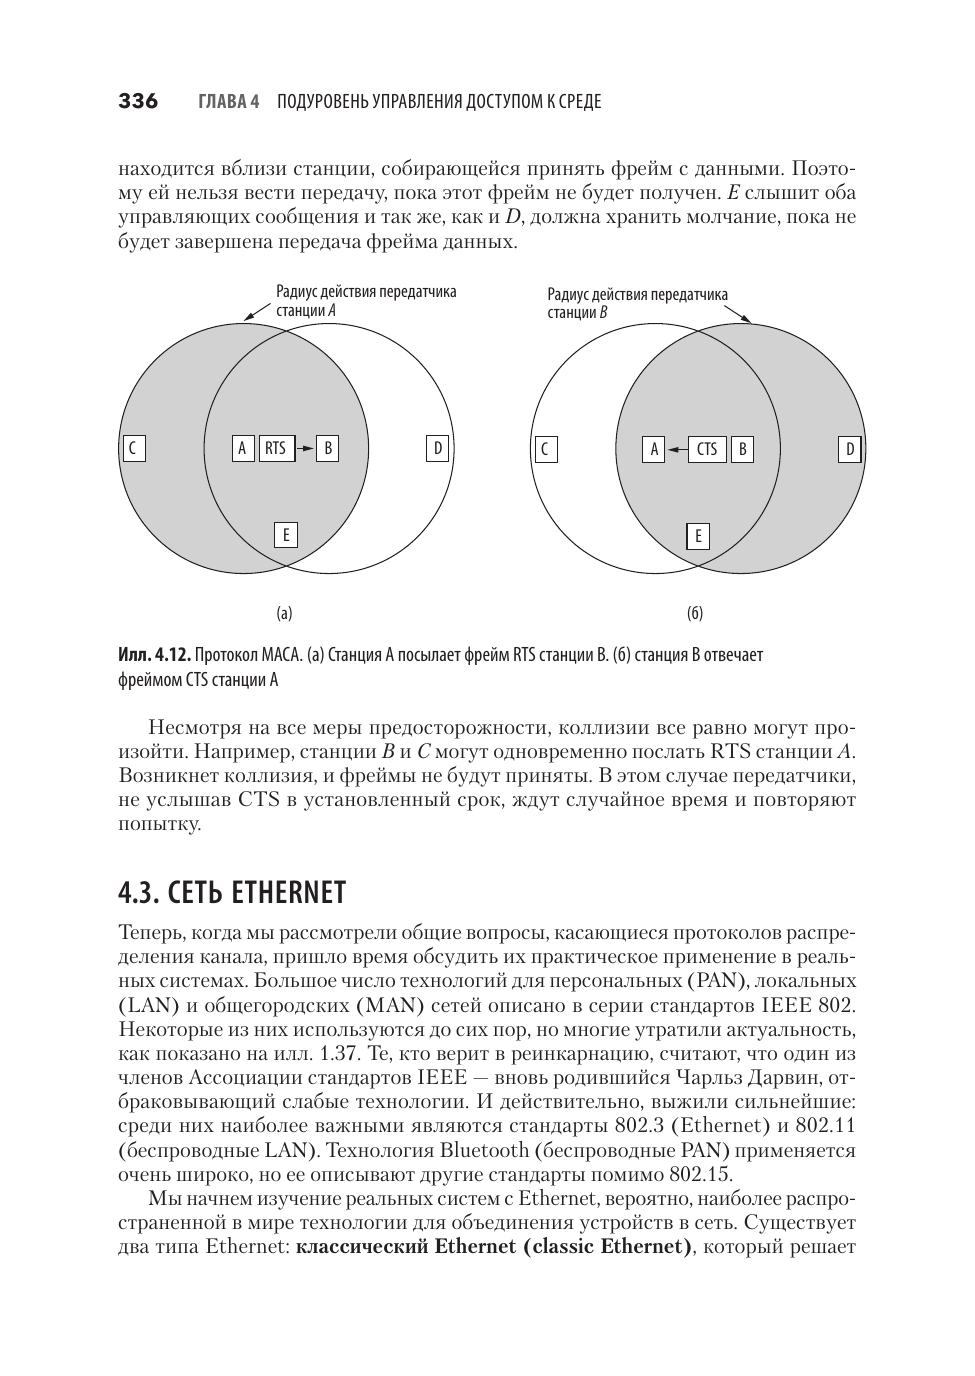 336 ГЛАВА 4 ПОДУРОВЕНЬ УПРАВЛЕНИЯ ДОСТУПОМ К СРЕДЕ
находится вблизи станции, собирающейся принять фрейм с данными. Поэто-
му ей нельзя вести передачу, пока этот фрейм не будет получен. E слышит оба
управляющих сообщения и так же, как и D, должна хранить молчание, пока не
будет завершена передача фрейма данных.
Радиус действия передатчика
станции A
C
A
RTS
B
D
E
(а)
Радиус действия передатчика
станции B
C
A
CTS
B
D
E
(б)
Илл. 4.12. Протокол MACA. (а) Станция A посылает фрейм RTS станции B. (б) станция B отвечает
фреймом CTS станции A
Несмотря на все меры предосторожности, коллизии все равно могут про-
изойти. Например, станции B и C могут одновременно послать RTS станции A.
Возникнет коллизия, и фреймы не будут приняты. В этом случае передатчики,
не услышав CTS в установленный срок, ждут случайное время и повторяют
попытку.
4.3. СЕТЬ ETHERNET
Теперь, когда мы рассмотрели общие вопросы, касающиеся протоколов распре-
деления канала, пришло время обсудить их практическое применение в реаль-
ных системах. Большое число технологий для персональных (PAN), локальных
(LAN) и общегородских (MAN) сетей описано в серии стандартов IEEE 802.
Некоторые из них используются до сих пор, но многие утратили актуальность,
как показано на илл. 1.37. Те, кто верит в реинкарнацию, считают, что один из
членов Ассоциации стандартов IEEE — вновь родившийся Чарльз Дарвин, от-
браковывающий слабые технологии. И действительно, выжили сильнейшие:
среди них наиболее важными являются стандарты 802.3 (Ethernet) и 802.11
(беспроводные LAN). Технология Bluetooth (беспроводные PAN) применяется
очень широко, но ее описывают другие стандарты помимо 802.15.
Мы начнем изучение реальных систем с Ethernet, вероятно, наиболее распро-
страненной в мире технологии для объединения устройств в сеть. Существует
два типа Ethernet: классический Ethernet (classic Ethernet), который решает